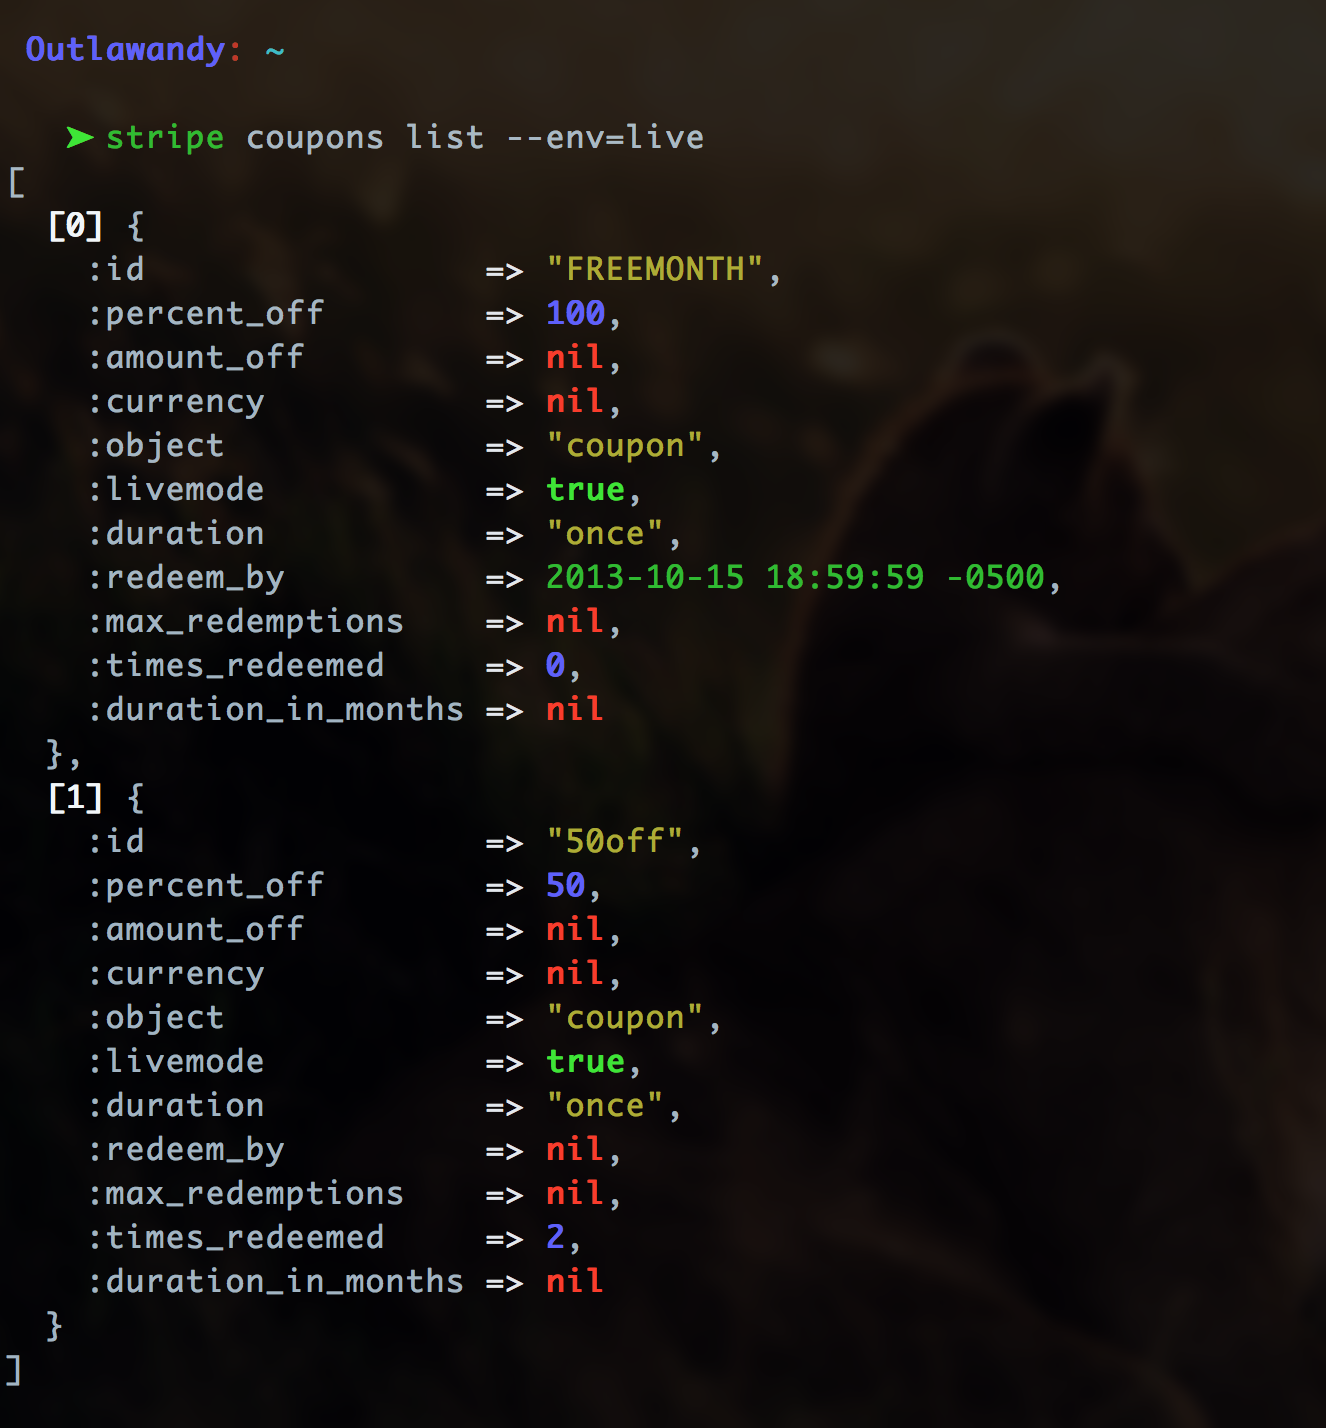 Outlawandy: ~
➤ stripe coupons list --env=live
[
[0] {
:id => "FREEMONTH",
:percent_off => 100,
:amount_off => nil,
:currency => nil,
:object => "coupon",
:livemode => true,
:duration => "once",
:redeem_by => 2013-10-15 18:59:59 -0500,
:max_redemptions => nil,
:times_redeemed => 0,
:duration_in_months => nil
},
[1] {
:id => "50off",
:percent_off => 50,
:amount_off => nil,
:currency => nil,
:object => "coupon",
:livemode => true,
:duration => "once",
:redeem_by => nil,
:max_redemptions => nil,
:times_redeemed => 2,
:duration_in_months => nil
}
]